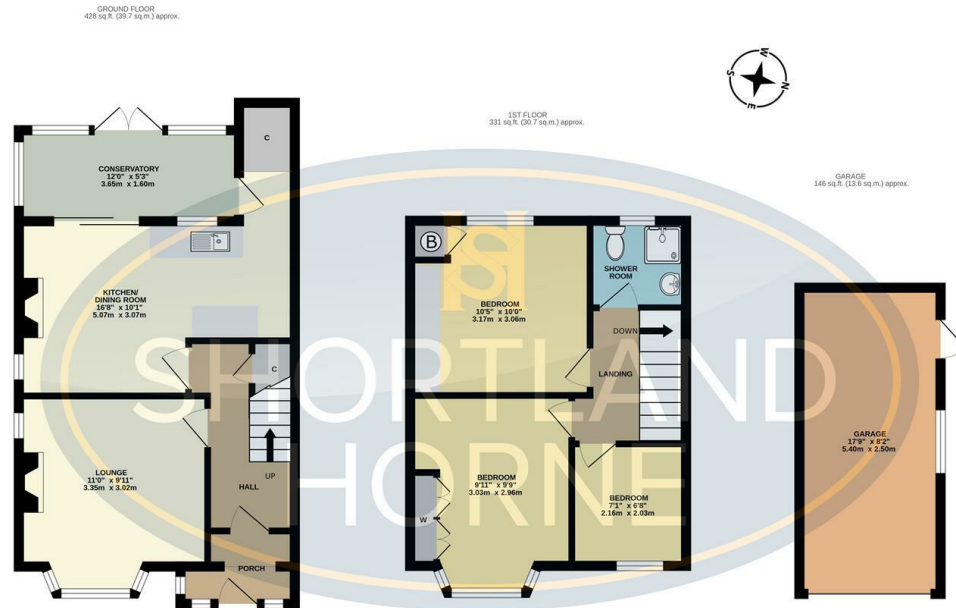 GROUND FLOOR
428 sq.ft. (39.7 sq.m.) approx.
C
CONSERVATORY
12'0" x 5'3"
3.65m x 1.60m
KITCHEN/
DINING ROOM
16'8" x 10'1"
5.07m x 3.07m
C
LOUNGE
11'0" x 9'11"
3.35m x 3.02m
UP
HALL
PORCH
1ST FLOOR
331 sq.ft. (30.7 sq.m.) approx.
B
SHOWER
ROOM
BEDROOM
10'5" x 10'0"
3.17m x 3.06m
DOWN
LANDING
BEDROOM
9'11" x 9'9"
3.03m x 2.96m
W
BEDROOM
7'1" x 6'8"
2.16m x 2.03m
W
N
S
E
GARAGE
146 sq.ft. (13.6 sq.m.) approx.
GARAGE
17'9" x 8'2"
5.40m x 2.50m
SH
SHORTLAND
HORNE